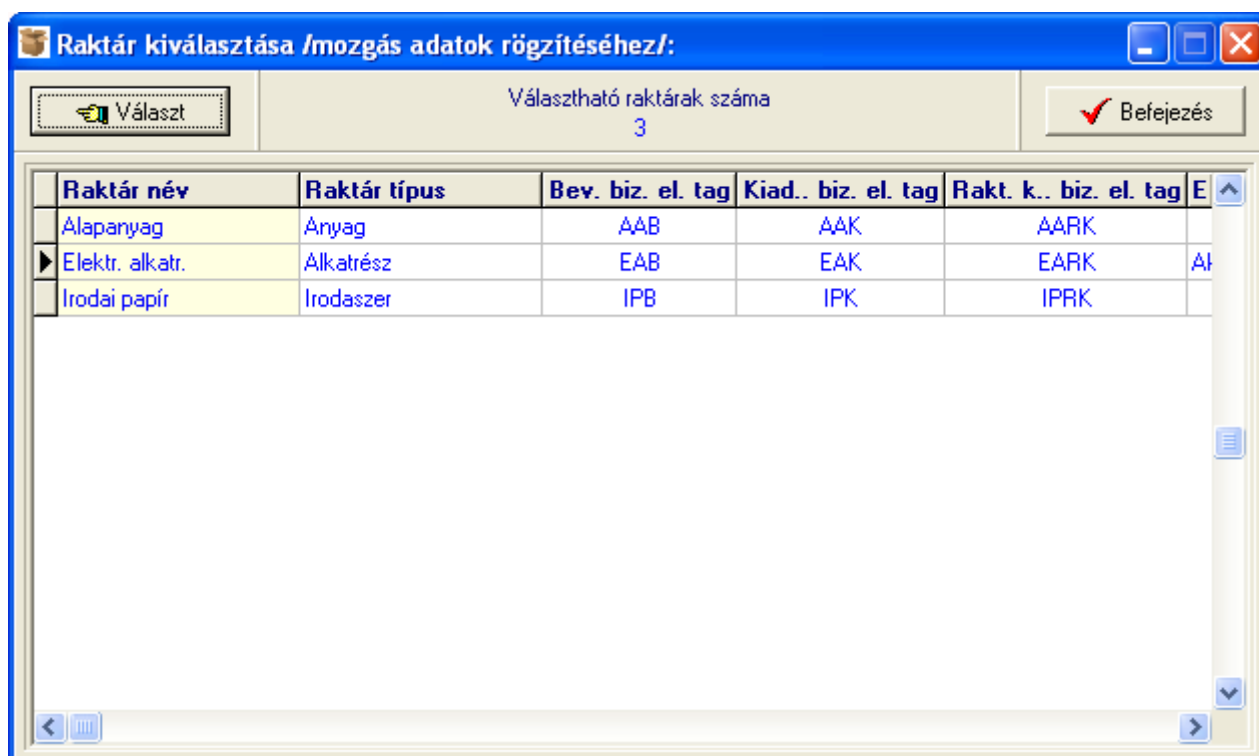 Raktár kiválasztása /mozgás adatok rögzítéséhez/:
Választ
Választható raktárak száma
3
Befejezés
Raktár név Raktár típus Bev. biz. el. tag Kiad.. biz. el. tag Rakt. k.. biz. el. tag E
Alapanyag Anyag AAB AAK AARK
Elektr. alkatr. Alkatrész EAB EAK EARK
Irodai papír Irodaszer IPB IPK IPRK